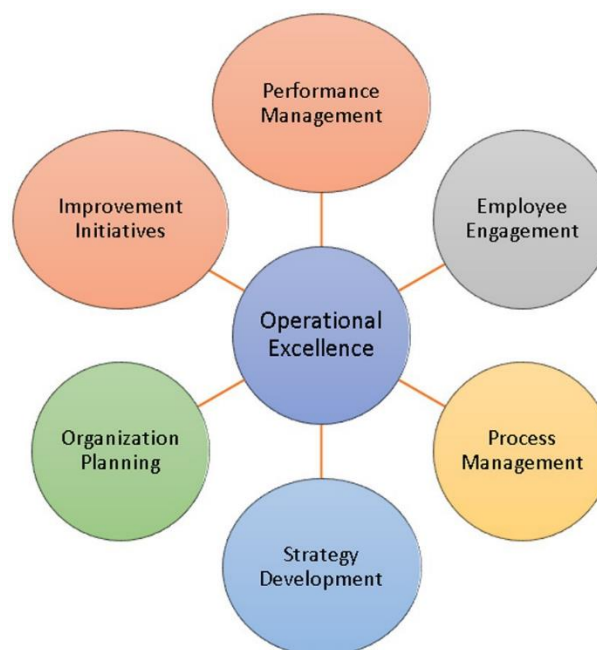 Performance
Management
Improvement
Initiatives
Employee
Engagement
Operational
Excellence
Organization
Planning
Process
Management
Strategy
Development